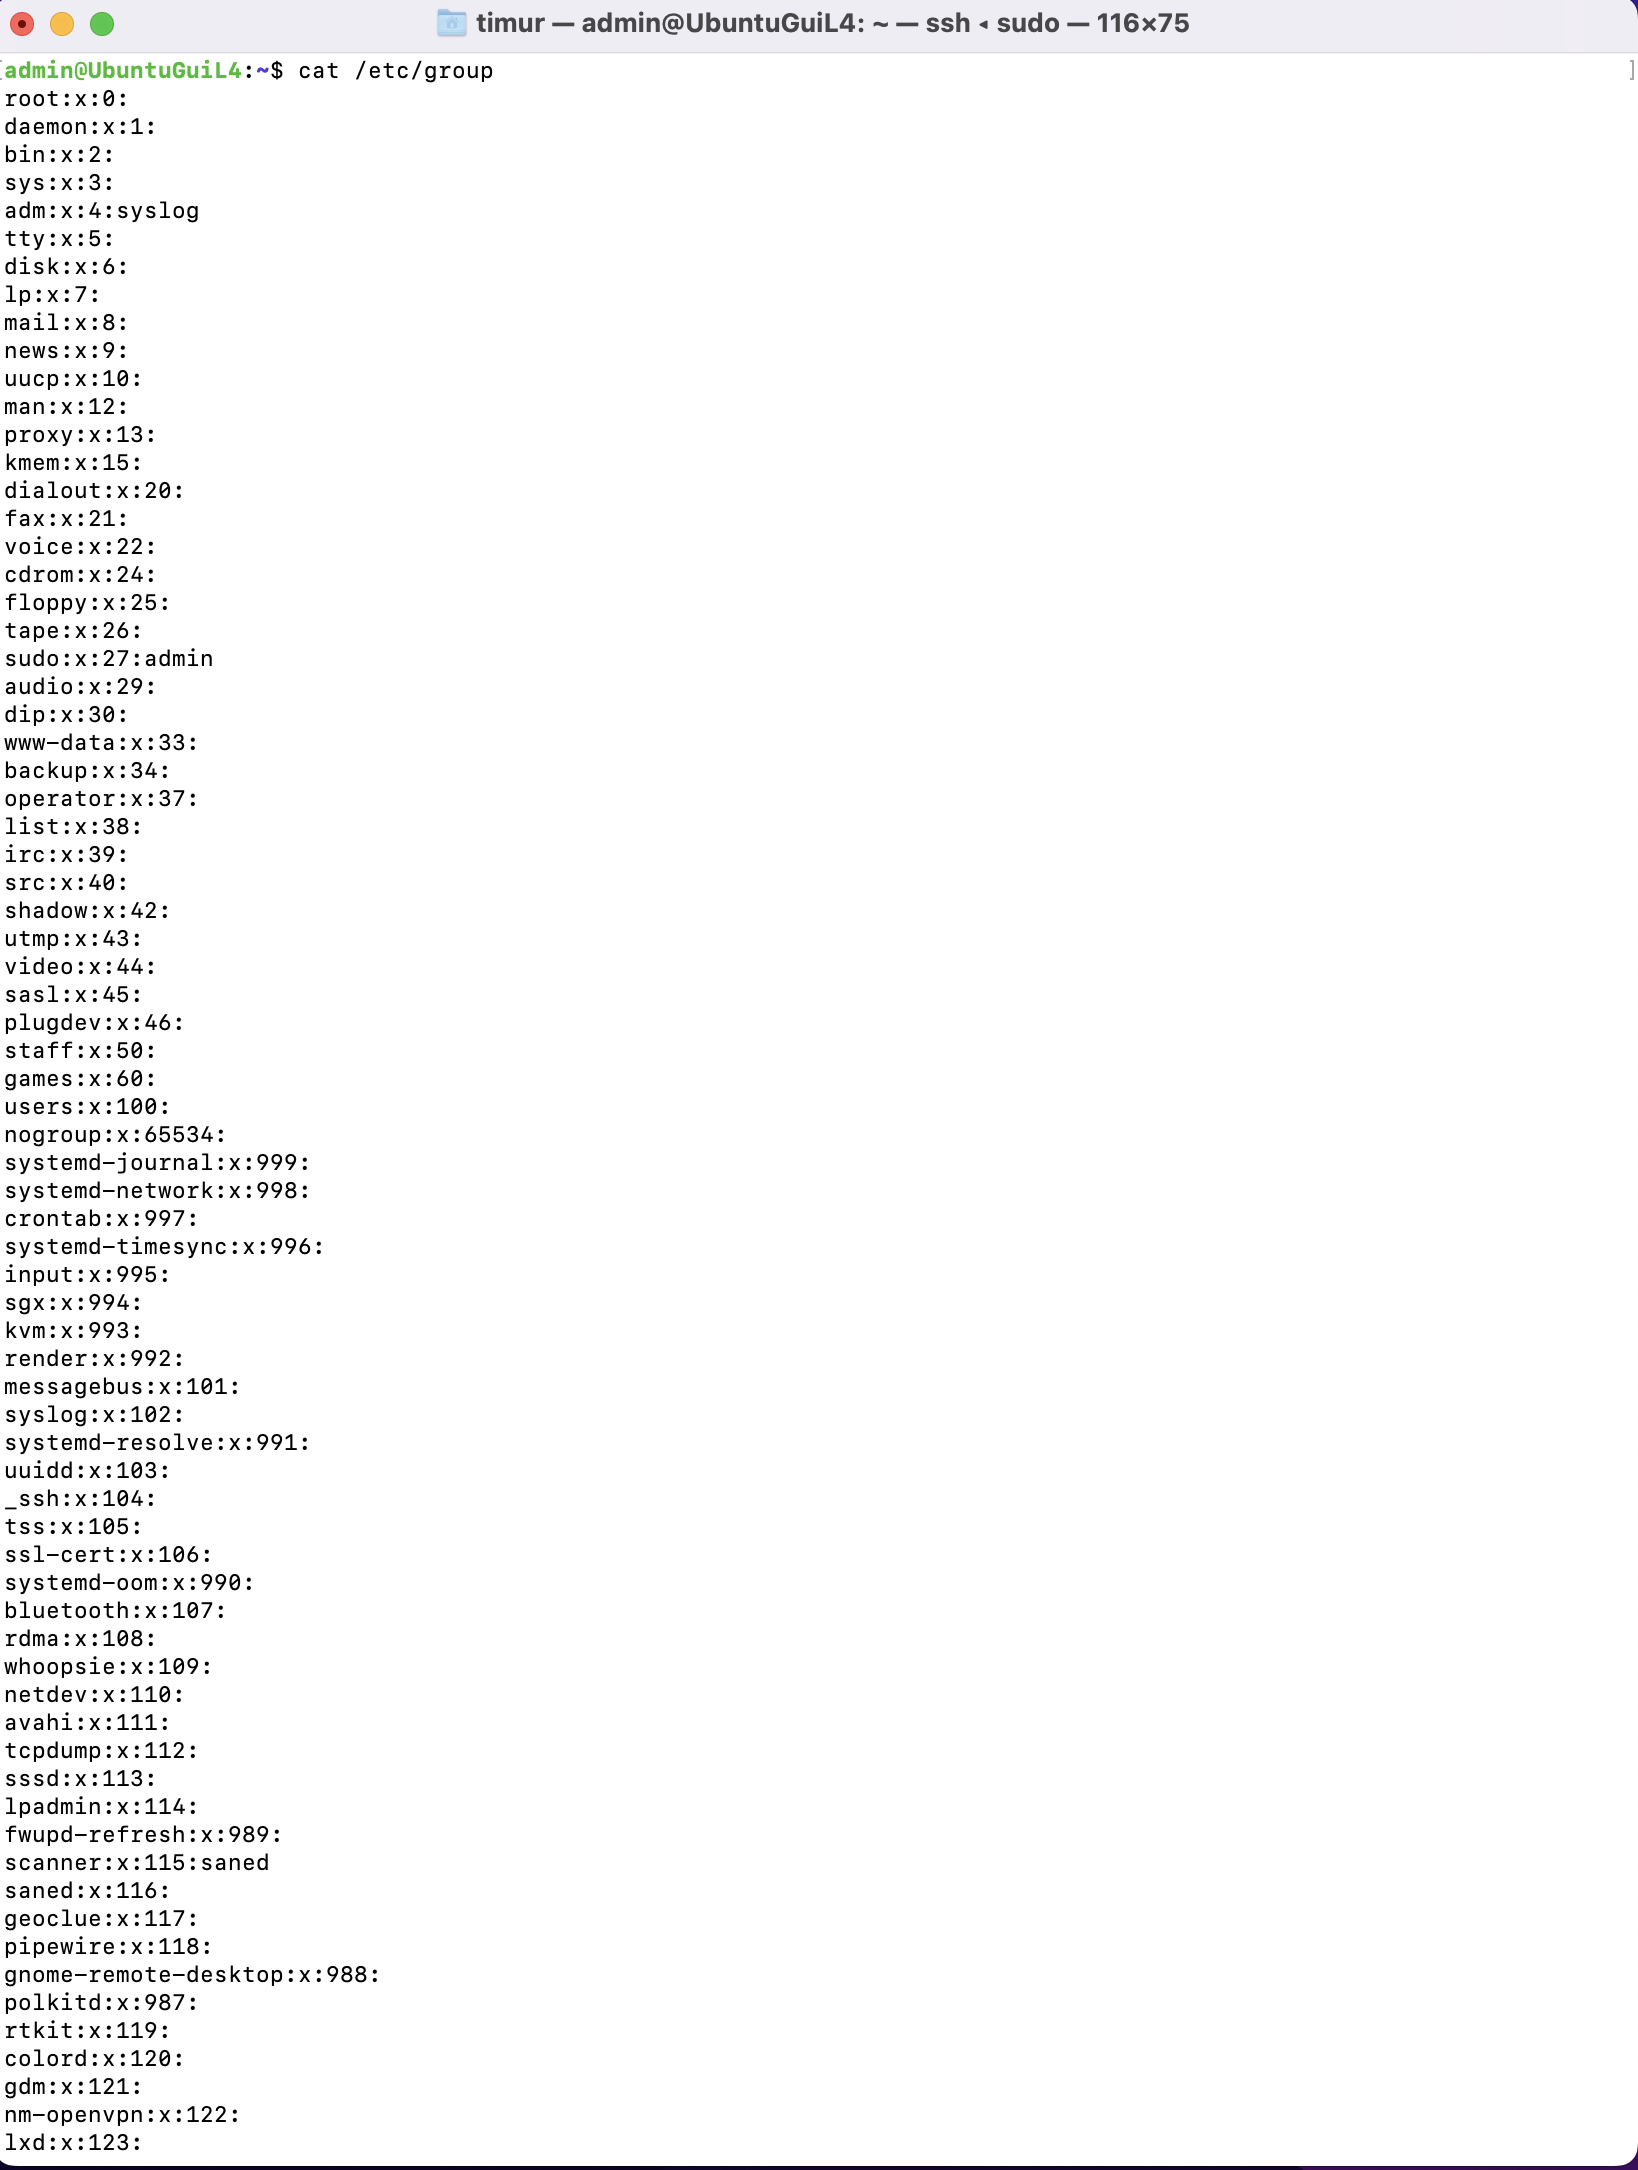 timur — admin@UbuntuGuiL4: ~ — ssh ◂ sudo — 116×75
[admin@UbuntuGuiL4:~$ cat /etc/group ]
root:x:0:
daemon:x:1:
bin:x:2:
sys:x:3:
adm:x:4:syslog
tty:x:5:
disk:x:6:
lp:x:7:
mail:x:8:
news:x:9:
uucp:x:10:
man:x:12:
proxy:x:13:
kmem:x:15:
dialout:x:20:
fax:x:21:
voice:x:22:
cdrom:x:24:
floppy:x:25:
tape:x:26:
sudo:x:27:admin
audio:x:29:
dip:x:30:
www-data:x:33:
backup:x:34:
operator:x:37:
list:x:38:
irc:x:39:
src:x:40:
shadow:x:42:
utmp:x:43:
video:x:44:
sasl:x:45:
plugdev:x:46:
staff:x:50:
games:x:60:
users:x:100:
nogroup:x:65534:
systemd-journal:x:999:
systemd-network:x:998:
crontab:x:997:
systemd-timesync:x:996:
input:x:995:
sgx:x:994:
kvm:x:993:
render:x:992:
messagebus:x:101:
syslog:x:102:
systemd-resolve:x:991:
uuidd:x:103:
_ssh:x:104:
tss:x:105:
ssl-cert:x:106:
systemd-oom:x:990:
bluetooth:x:107:
rdma:x:108:
whoopsie:x:109:
netdev:x:110:
avahi:x:111:
tcpdump:x:112:
sssd:x:113:
lpadmin:x:114:
fwupd-refresh:x:989:
scanner:x:115:saned
saned:x:116:
geoclue:x:117:
pipewire:x:118:
gnome-remote-desktop:x:988:
polkitd:x:987:
rtkit:x:119:
colord:x:120:
gdm:x:121:
nm-openvpn:x:122:
lxd:x:123: